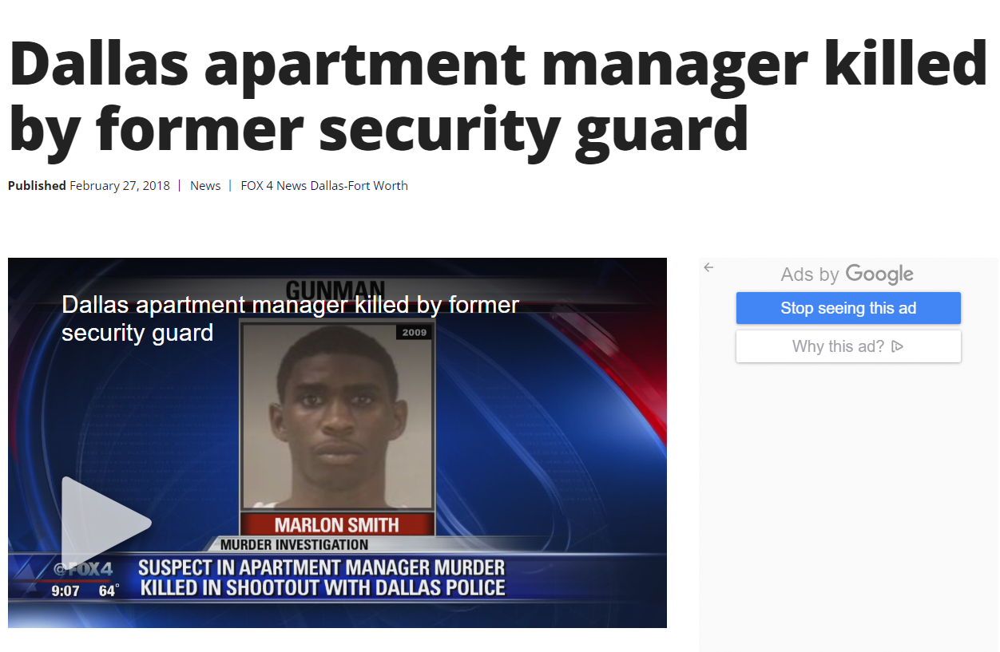 Dallas apartment manager killed
by former security guard
Published February 27, 2018 | News | FOX 4 News Dallas-Fort Worth
GUNMAN
Dallas apartment manager killed by former
security guard
2009
MARLON SMITH
MURDER INVESTIGATION
@FOX4
SUSPECT IN APARTMENT MANAGER MURDER
9:07 64°
KILLED IN SHOOTOUT WITH DALLAS POLICE
Ads by Google
Stop seeing this ad
Why this ad?